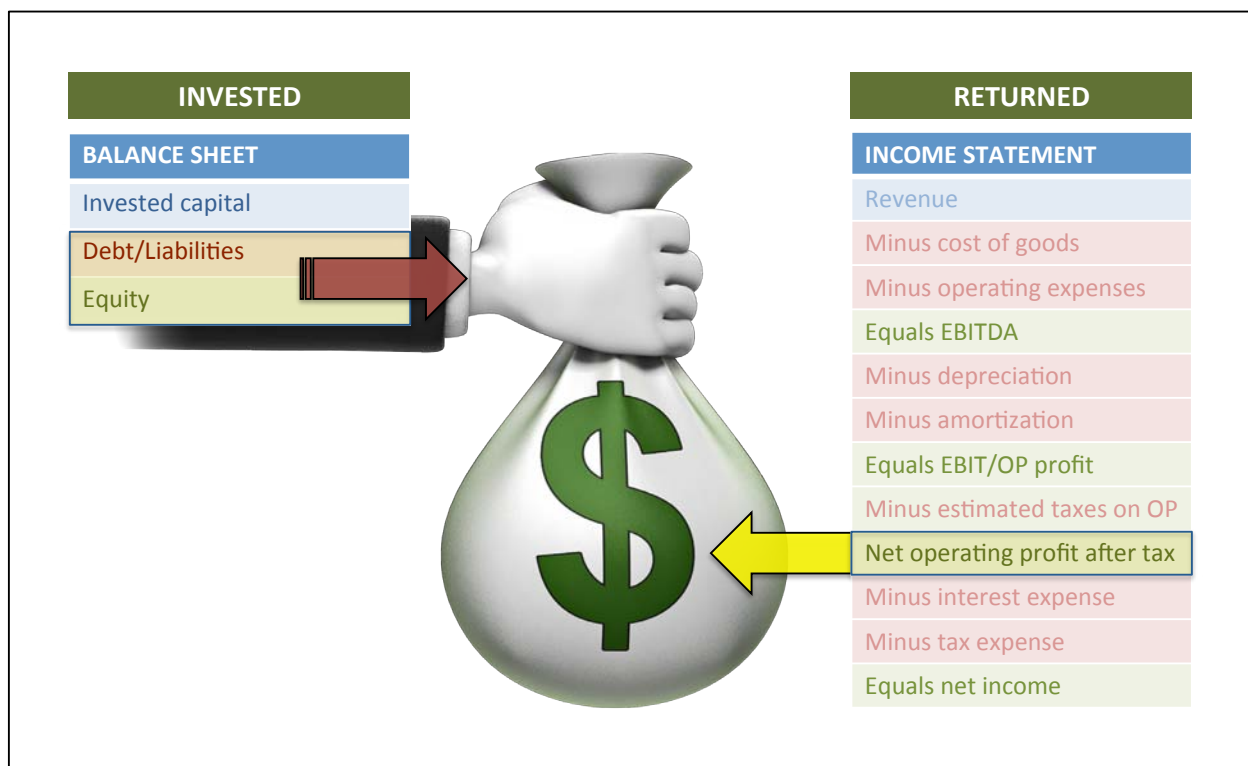 INVESTED
BALANCE SHEET
Invested capital
Debt/Liabilities
Equity
$
RETURNED
INCOME STATEMENT
Revenue
Minus cost of goods
Minus operating expenses
Equals EBITDA
Minus depreciation
Minus amortization
Equals EBIT/OP profit
Minus estimated taxes on OP
Net operating profit after tax
Minus interest expense
Minus tax expense
Equals net income